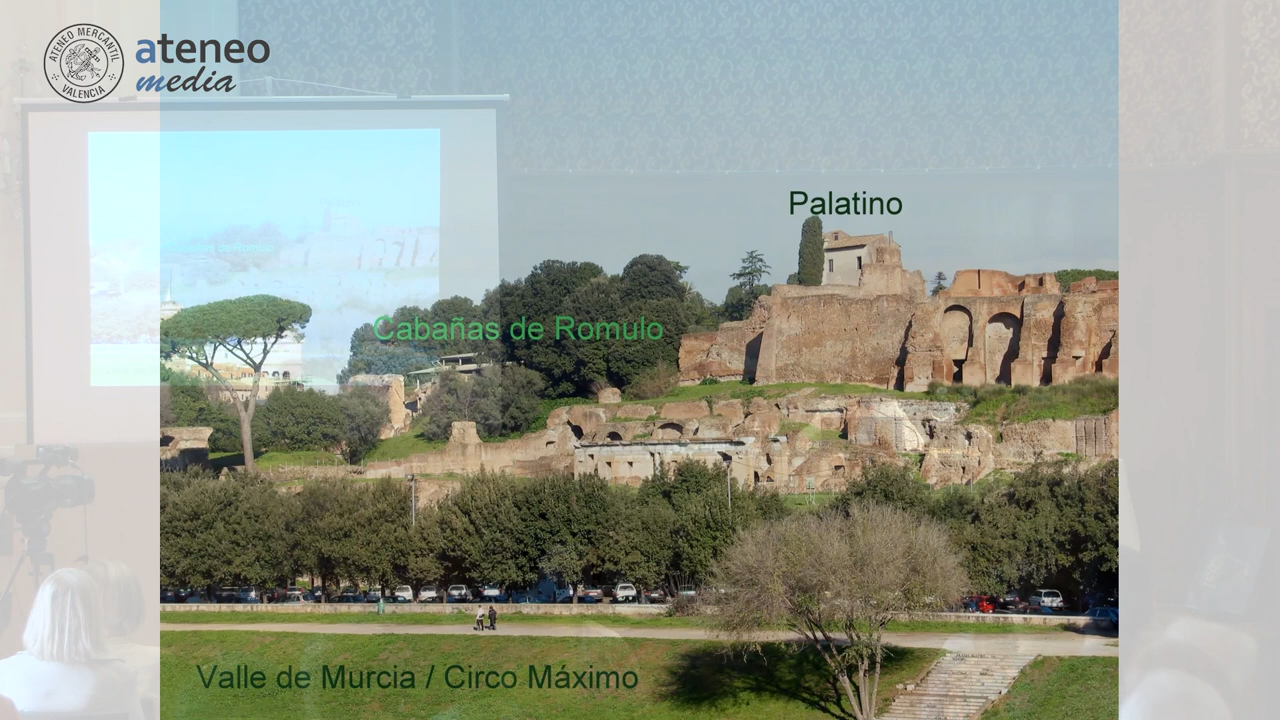 ATENEO MERCANTIL
VALENCIA
ateneo
media
Palatino
Cabañas de Romulo
Valle de Murcia / Circo Máximo